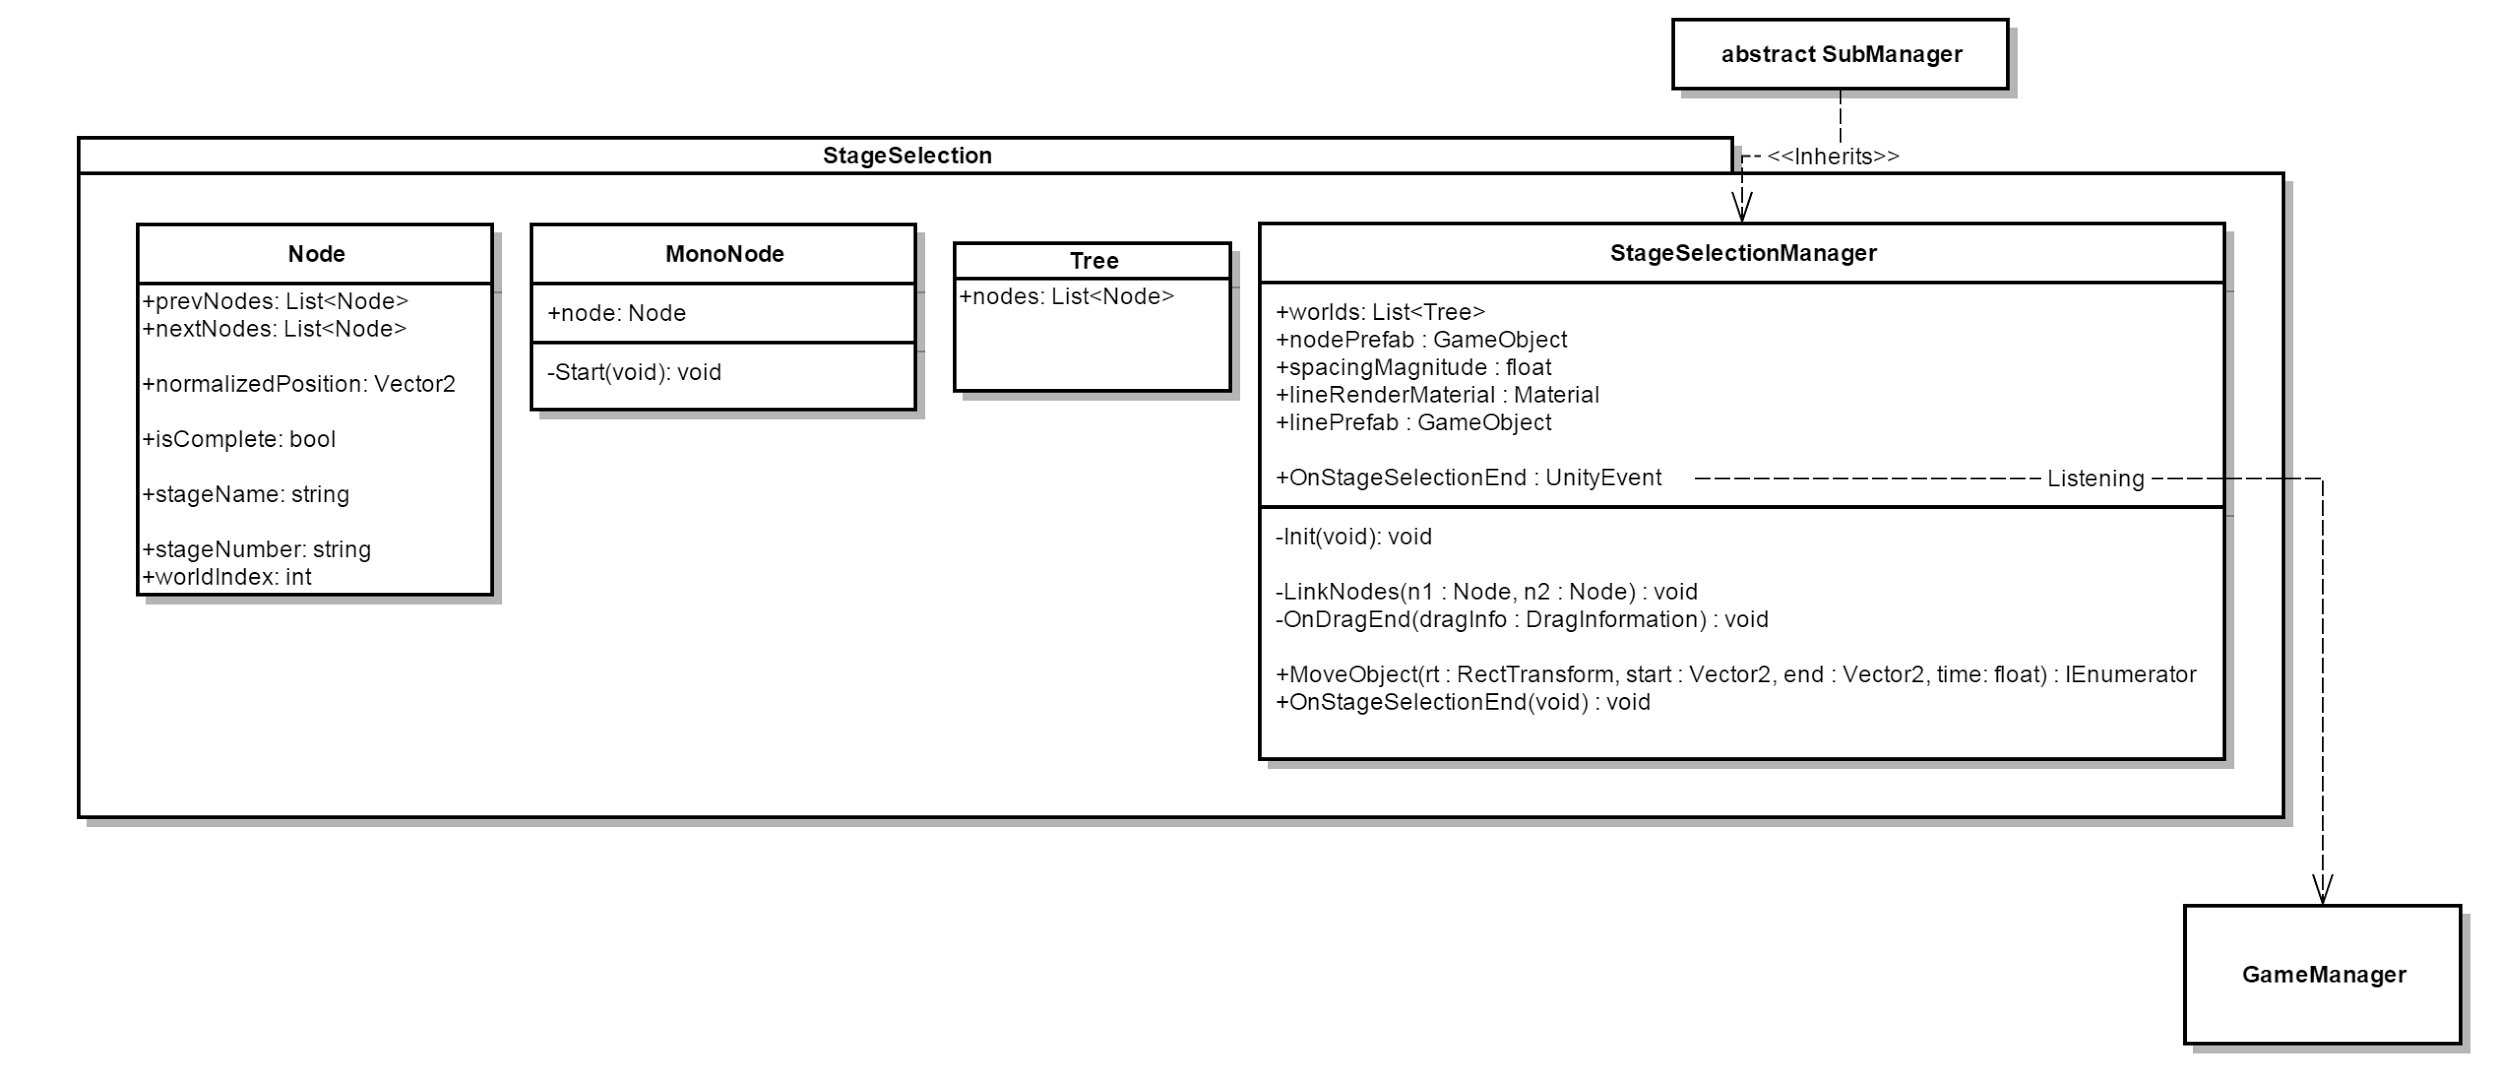 abstract SubManager
<<Inherits>>
StageSelection
Node
+prevNodes: List<Node>
+nextNodes: List<Node>
+normalizedPosition: Vector2
+isComplete: bool
+stageName: string
+stageNumber: string
+worldIndex: int
MonoNode
+node: Node
-Start(void): void
Tree
+nodes: List<Node>
StageSelectionManager
+worlds: List<Tree>
+nodePrefab : GameObject
+spacingMagnitude : float
+lineRenderMaterial : Material
+linePrefab : GameObject
+OnStageSelectionEnd : UnityEvent
Listening
-Init(void): void
-LinkNodes(n1 : Node, n2 : Node) : void
-OnDragEnd(dragInfo : DragInformation) : void
+MoveObject(rt : RectTransform, start : Vector2, end : Vector2, time: float) : IEnumerator
+OnStageSelectionEnd(void) : void
GameManager